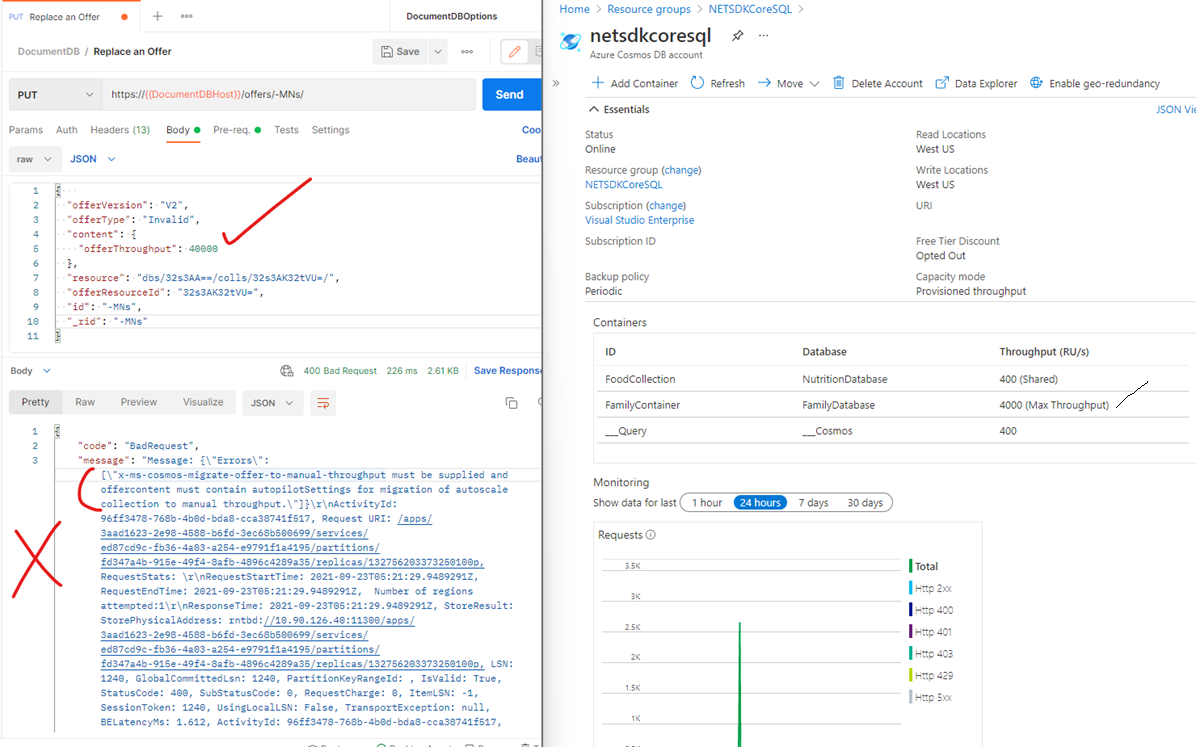 PUT Replace an Offer
DocumentDBOptions
DocumentDB / Replace an Offer
Save
PUT
https://{{DocumentDBHost}}/offers/-MNs/
Send
Params Auth Headers (13) Body Pre-req. Tests Settings
Coo
raw JSON
Beaut
1 {
2 "offerVersion": "V2",
3 "offerType": "Invalid",
4 "content": {
5 "offerThroughput": 40000
6 },
7 "resource": "dbs/32s3AA==/colls/32s3AK32tVU=/",
8 "offerResourceId": "32s3AK32tVU=",
9 "id": "-MNs",
10 "_rid": "-MNs"
11 }
Body
400 Bad Request 226 ms 2.61 KB Save Response
Pretty Raw Preview Visualize JSON
1 {
2 "code": "BadRequest",
3 "message": "Message: {\"Errors\":
[\"x-ms-cosmos-migrate-offer-to-manual-throughput must be supplied and
offercontent must contain autopilotSettings for migration of autoscale
collection to manual throughput.\"]}\r\nActivityId:
96ff3478-768b-4b0d-bda8-cca38741f517, Request URI: /apps/
3aad1623-2e98-4588-b6fd-3ec68b500699/services/
ed87cd9c-fb36-4a03-a254-e9791f1a4195/partitions/
fd347a4b-915e-49f4-8afb-4896c4289a35/replicas/132756203373250100p,
RequestStats: \r\nRequestStartTime: 2021-09-23T05:21:29.9489291Z,
RequestEndTime: 2021-09-23T05:21:29.9489291Z, Number of regions
attempted:1\r\nResponseTime: 2021-09-23T05:21:29.9489291Z, StoreResult:
StorePhysicalAddress: rntbd://10.90.126.40:11300/apps/
3aad1623-2e98-4588-b6fd-3ec68b500699/services/
ed87cd9c-fb36-4a03-a254-e9791f1a4195/partitions/
fd347a4b-915e-49f4-8afb-4896c4289a35/replicas/132756203373250100p, LSN:
1240, GlobalCommittedLsn: 1240, PartitionKeyRangeId: , IsValid: True,
StatusCode: 400, SubStatusCode: 0, RequestCharge: 0, ItemLSN: -1,
SessionToken: 1240, UsingLocalLSN: False, TransportException: null,
BELatencyMs: 1.612, ActivityId: 96ff3478-768b-4b0d-bda8-cca38741f517,
Home > Resource groups > NETSDKCoreSQL >
netsdkcoresql
Azure Cosmos DB account
Add Container Refresh Move Delete Account Data Explorer Enable geo-redundancy
Essentials
JSON Vie
Status
Online
Resource group (change)
NETSDKCoreSQL
Subscription (change)
Visual Studio Enterprise
Subscription ID
Backup policy
Periodic
Read Locations
West US
Write Locations
West US
URI
Free Tier Discount
Opted Out
Capacity mode
Provisioned throughput
Containers
ID Database Throughput (RU/s)
FoodCollection NutritionDatabase 400 (Shared)
FamilyContainer FamilyDatabase 4000 (Max Throughput)
___Query ___Cosmos 400
Monitoring
Show data for last 1 hour 24 hours 7 days 30 days
Requests
3.5K
3K
2.5K
2K
1.5K
1K
Total
Http 2xx
Http 400
Http 401
Http 403
Http 429
Http 5xx